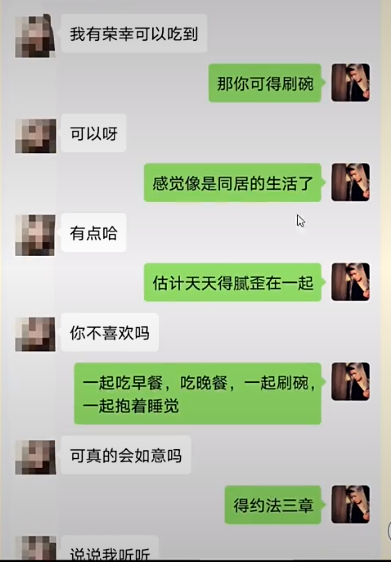 我有荣幸可以吃到
那你可得刷碗
可以呀
感觉像是同居的生活了
有点哈
估计天天得腻歪在一起
你不喜欢吗
一起吃早餐，吃晚餐，一起刷碗，
一起抱着睡觉
可真的会如意吗
得约法三章
说说我听听